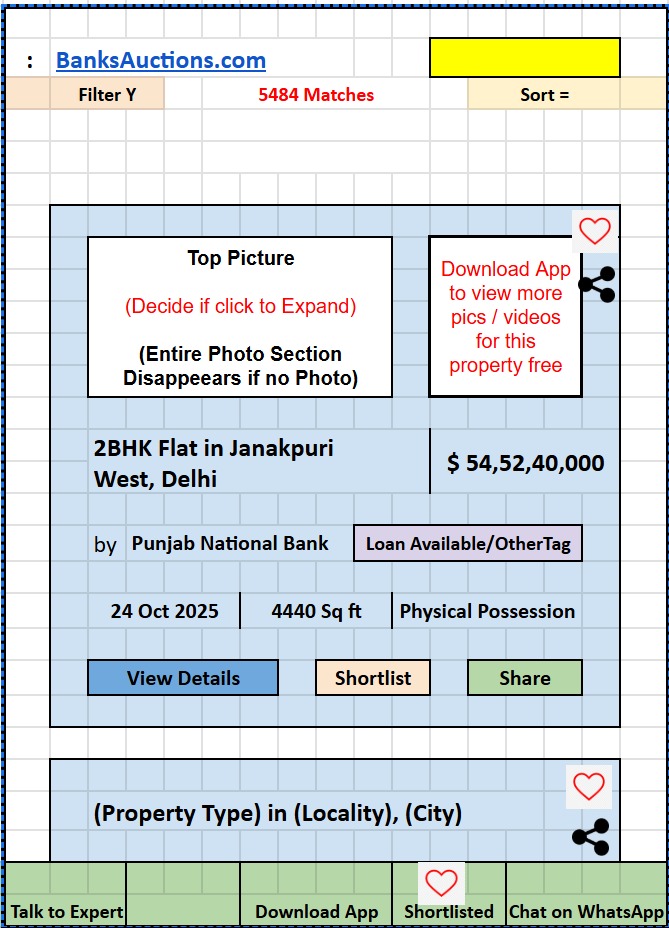 : BanksAuctions.com
Filter Y 5484 Matches Sort =
Top Picture
(Decide if click to Expand)
(Entire Photo Section
Disappeears if no Photo)
Download App
to view more
pics / videos
for this
property free
2BHK Flat in Janakpuri
West, Delhi
$ 54,52,40,000
by Punjab National Bank Loan Available/OtherTag
24 Oct 2025 4440 Sq ft Physical Possession
View Details Shortlist Share
(Property Type) in (Locality), (City)
Talk to Expert Download App Shortlisted Chat on WhatsApp